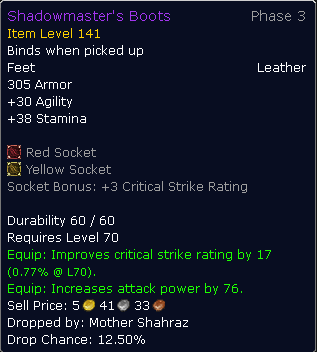 Shadowmaster's Boots Phase 3
Item Level 141
Binds when picked up
Feet Leather
305 Armor
+30 Agility
+38 Stamina
Red Socket
Yellow Socket
Socket Bonus: +3 Critical Strike Rating
Durability 60 / 60
Requires Level 70
Equip: Improves critical strike rating by 17
(0.77% @ L70).
Equip: Increases attack power by 76.
Sell Price: 5 41 33
Dropped by: Mother Shahraz
Drop Chance: 12.50%